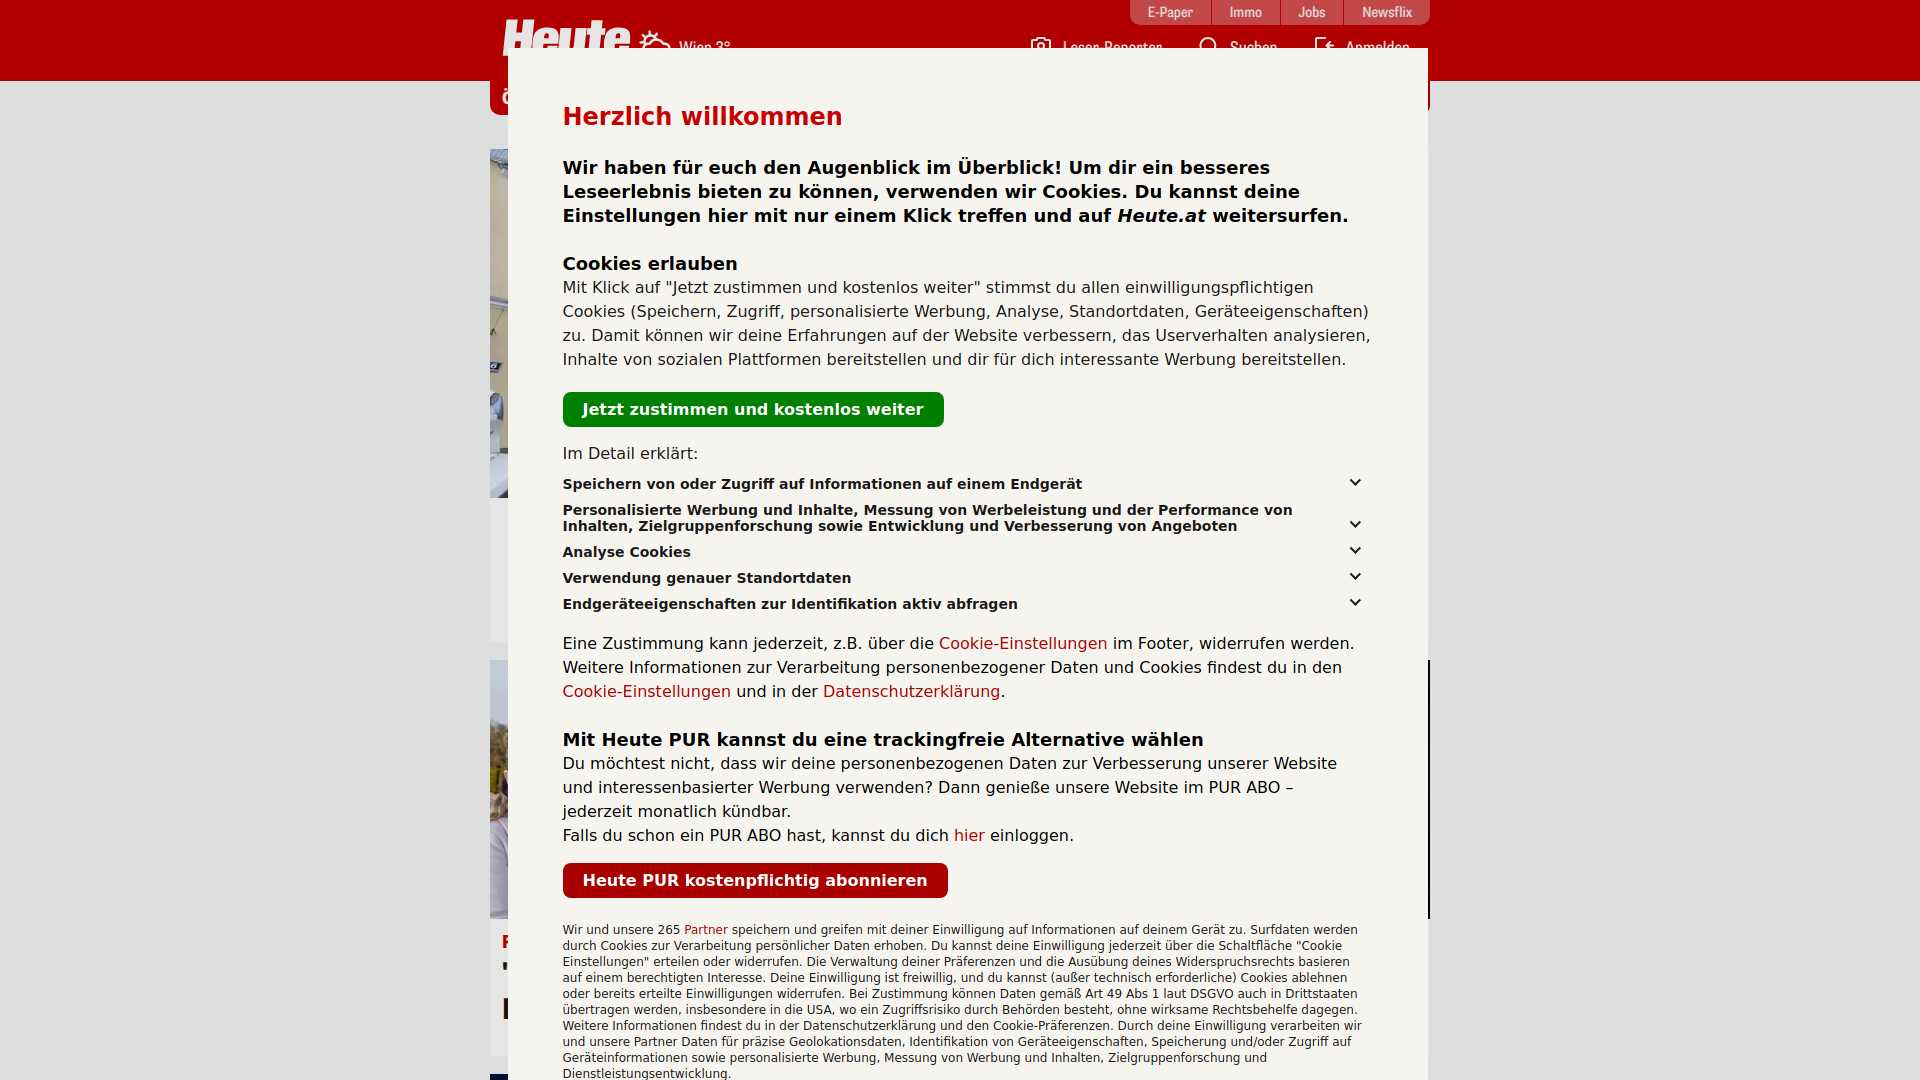 E-Paper
Immo
Jobs
Newsflix
Heute
Wien 3°
Leser-Reporter
Suchen
Anmelden
Herzlich willkommen
Wir haben für euch den Augenblick im Überblick! Um dir ein besseres
Leseerlebnis bieten zu können, verwenden wir Cookies. Du kannst deine
Einstellungen hier mit nur einem Klick treffen und auf Heute.at weitersurfen.
Cookies erlauben
Mit Klick auf "Jetzt zustimmen und kostenlos weiter" stimmst du allen einwilligungspflichtigen
Cookies (Speichern, Zugriff, personalisierte Werbung, Analyse, Standortdaten, Geräteeigenschaften)
zu. Damit können wir deine Erfahrungen auf der Website verbessern, das Userverhalten analysieren,
Inhalte von sozialen Plattformen bereitstellen und dir für dich interessante Werbung bereitstellen.
Jetzt zustimmen und kostenlos weiter
Im Detail erklärt:
Speichern von oder Zugriff auf Informationen auf einem Endgerät
Personalisierte Werbung und Inhalte, Messung von Werbeleistung und der Performance von
Inhalten, Zielgruppenforschung sowie Entwicklung und Verbesserung von Angeboten
Analyse Cookies
Verwendung genauer Standortdaten
Endgeräteeigenschaften zur Identifikation aktiv abfragen
Eine Zustimmung kann jederzeit, z.B. über die Cookie-Einstellungen im Footer, widerrufen werden.
Weitere Informationen zur Verarbeitung personenbezogener Daten und Cookies findest du in den
Cookie-Einstellungen und in der Datenschutzerklärung.
Mit Heute PUR kannst du eine trackingfreie Alternative wählen
Du möchtest nicht, dass wir deine personenbezogenen Daten zur Verbesserung unserer Website
und interessenbasierter Werbung verwenden? Dann genieße unsere Website im PUR ABO –
jederzeit monatlich kündbar.
Falls du schon ein PUR ABO hast, kannst du dich hier einloggen.
Heute PUR kostenpflichtig abonnieren
Wir und unsere 265 Partner speichern und greifen mit deiner Einwilligung auf Informationen auf deinem Gerät zu. Surfdaten werden
durch Cookies zur Verarbeitung persönlicher Daten erhoben. Du kannst deine Einwilligung jederzeit über die Schaltfläche "Cookie
Einstellungen" erteilen oder widerrufen. Die Verwaltung deiner Präferenzen und die Ausübung deines Widerspruchsrechts basieren
auf einem berechtigten Interesse. Deine Einwilligung ist freiwillig, und du kannst (außer technisch erforderliche) Cookies ablehnen
oder bereits erteilte Einwilligungen widerrufen. Bei Zustimmung können Daten gemäß Art 49 Abs 1 laut DSGVO auch in Drittstaaten
übertragen werden, insbesondere in die USA, wo ein Zugriffsrisiko durch Behörden besteht, ohne wirksame Rechtsbehelfe dagegen.
Weitere Informationen findest du in der Datenschutzerklärung und den Cookie-Präferenzen. Durch deine Einwilligung verarbeiten wir
und unsere Partner Daten für präzise Geolokationsdaten, Identifikation von Geräteeigenschaften, Speicherung und/oder Zugriff auf
Geräteinformationen sowie personalisierte Werbung, Messung von Werbung und Inhalten, Zielgruppenforschung und
Dienstleistungsentwicklung.